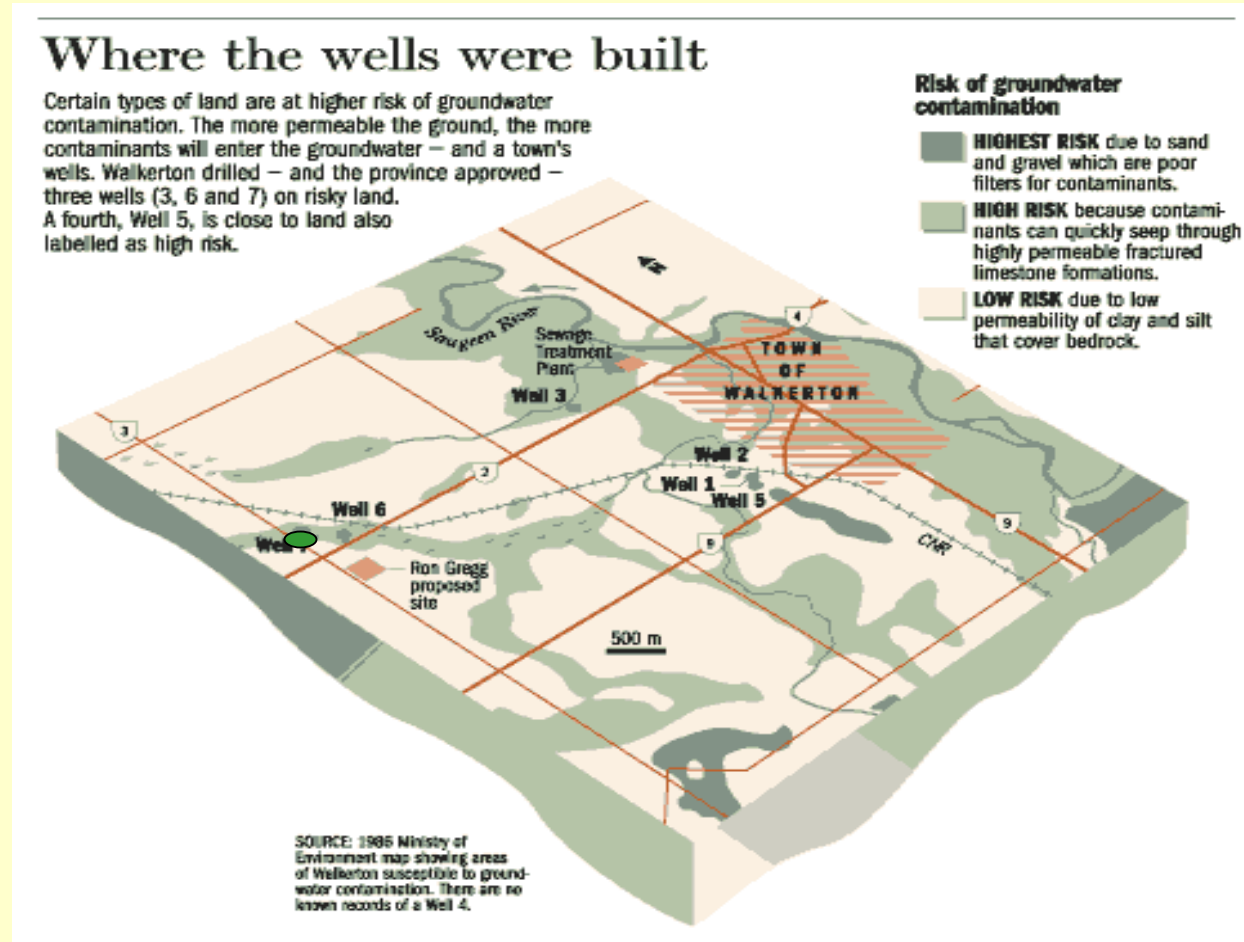 Where the wells were built
Certain types of land are at higher risk of groundwater
contamination. The more permeable the ground, the more
contaminants will enter the groundwater — and a town's
wells. Walkerton drilled — and the province approved —
three wells (3, 6 and 7) on risky land.
A fourth, Well 5, is close to land also
labelled as high risk.
Risk of groundwater
contamination
HIGHEST RISK due to sand
and gravel which are poor
filters for contaminants.
HIGH RISK because contami-
nants can quickly seep through
highly permeable fractured
limestone formations.
LOW RISK due to low
permeability of clay and silt
that cover bedrock.
N
Saugeen River
Sewage
Treatment
Plant
Well 3
4
TOWN
OF
WALKERTON
3
2
Well 2
Well 1
Well 5
Well 6
Well
9
9
CNR
Ron Gregg
proposed
site
500 m
SOURCE: 1986 Ministry of
Environment map showing areas
of Walkerton susceptible to ground-
water contamination. There are no
known records of a Well 4.